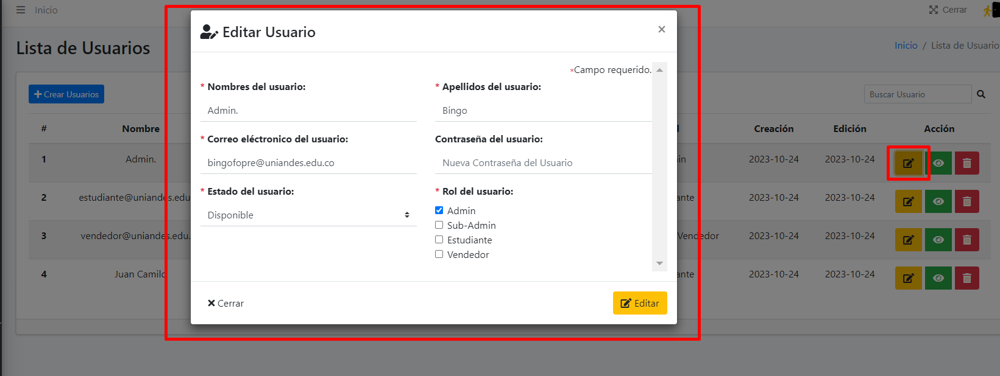 Inicio
Cerrar
Lista de Usuarios
Inicio / Lista de Usuario
Crear Usuarios
Buscar Usuario
# Nombre Creación Edición Acción
1 Admin. 2023-10-24 2023-10-24
2 estudiante@uniandes.edu 2023-10-24 2023-10-24
3 vendedor@uniandes.edu. Vendedor 2023-10-24 2023-10-24
4 Juan Camilo 2023-10-24 2023-10-24
Editar Usuario ×
*Campo requerido.
* Nombres del usuario: * Apellidos del usuario:
Admin. Bingo
* Correo eléctronico del usuario: Contraseña del usuario:
bingofopre@uniandes.edu.co Nueva Contraseña del Usuario
* Estado del usuario: * Rol del usuario:
Disponible
Admin
Sub-Admin
Estudiante
Vendedor
Cerrar Editar